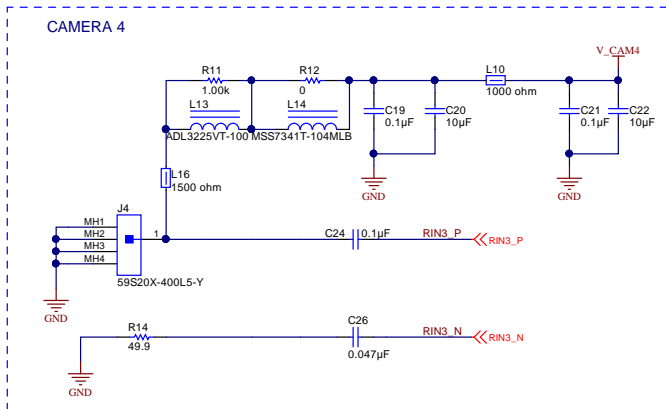 CAMERA 4
V_CAM4
R11
1.00k
R12
0
L10
1000 ohm
L13
ADL3225VT-100
L14
MSS7341T-104MLB
C19
0.1µF
C20
10µF
C21
0.1µF
C22
10µF
GND
GND
L16
1500 ohm
J4
MH1
MH2
MH3
MH4
1
59S20X-400L5-Y
GND
C24
0.1µF
RIN3_P
RIN3_P
R14
49.9
C26
0.047µF
RIN3_N
RIN3_N
GND